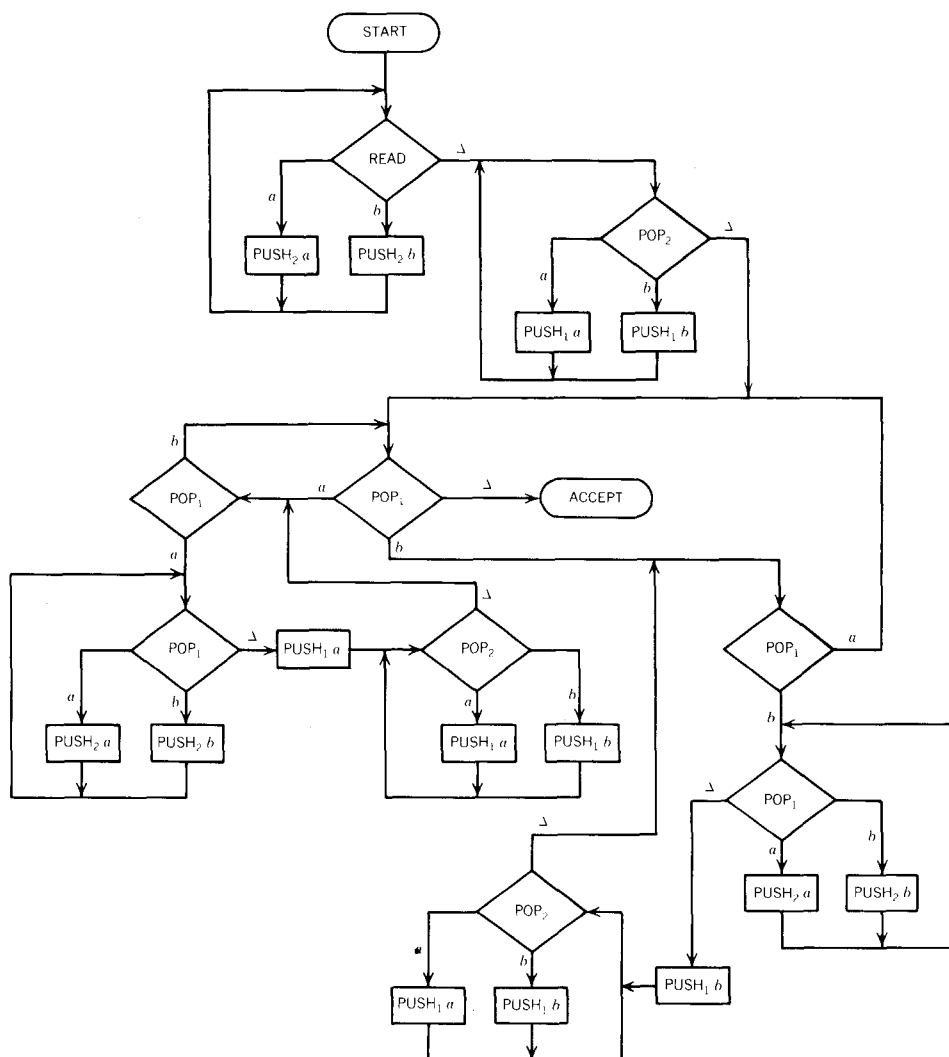 START
READ
Δ
a
b
PUSH₂ a
PUSH₂ b
POP₂
Δ
a
b
PUSH₁ a
PUSH₁ b
b
POP₁
a
POP₁
Δ
ACCEPT
a
b
Δ
POP₁
Δ
PUSH₁ a
POP₂
POP₁
a
a
b
a
b
b
PUSH₂ a
PUSH₂ b
PUSH₁ a
PUSH₁ b
Δ
POP₁
Δ
b
a
PUSH₂ a
PUSH₂ b
POP₂
a
b
PUSH₁ b
PUSH₁ a
PUSH₁ b